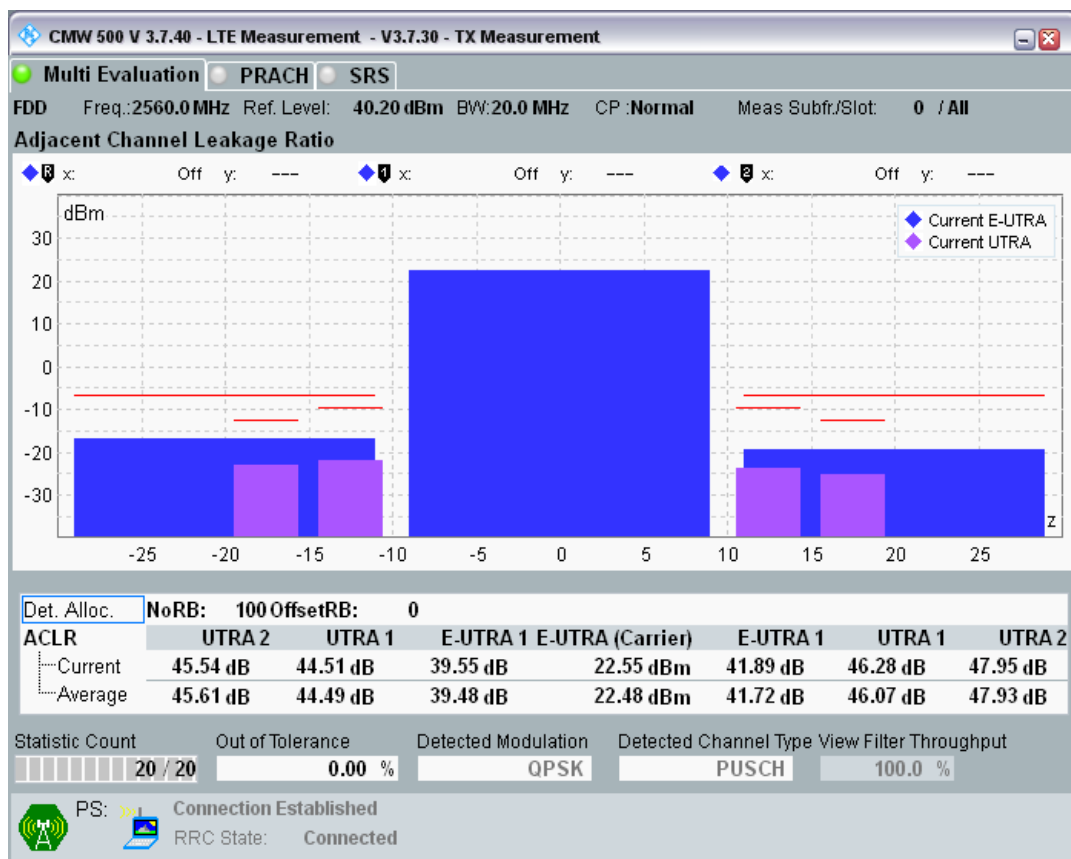 CMW 500 V 3.7.40 - LTE Measurement - V3.7.30 - TX Measurement
Multi Evaluation PRACH SRS
FDD Freq.:2560.0 MHz Ref. Level: 40.20 dBm BW:20.0 MHz CP :Normal Meas Subfr./Slot: 0 / All
Adjacent Channel Leakage Ratio
R x: Off y: --- 1 x: Off y: --- 2 x: Off y: ---
dBm
Current E-UTRA
Current UTRA
30
20
10
0
-10
-20
-30
z
-25 -20 -15 -10 -5 0 5 10 15 20 25
Det. Alloc. NoRB: 100 OffsetRB: 0
ACLR UTRA 2 UTRA 1 E-UTRA 1 E-UTRA (Carrier) E-UTRA 1 UTRA 1 UTRA 2
Current 45.54 dB 44.51 dB 39.55 dB 22.55 dBm 41.89 dB 46.28 dB 47.95 dB
Average 45.61 dB 44.49 dB 39.48 dB 22.48 dBm 41.72 dB 46.07 dB 47.93 dB
Statistic Count Out of Tolerance Detected Modulation Detected Channel Type View Filter Throughput
20 / 20 0.00 % QPSK PUSCH 100.0 %
PS: Connection Established
RRC State: Connected